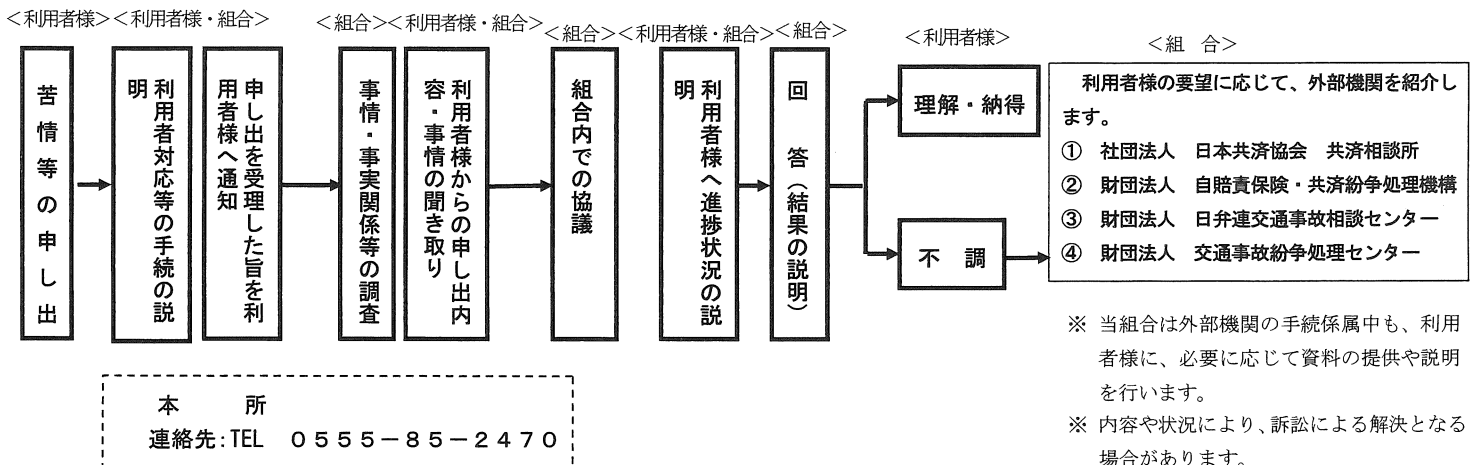 ＜利用者様＞
＜利用者様・組合＞
＜組合＞
＜利用者様・組合＞
＜組合＞
＜利用者様・組合＞
＜組合＞
＜利用者様＞
＜組　合＞
苦情等の申し出
利用者対応等の手続の説
明
申し出を受理した旨を利
用者様へ通知
事情・事実関係等の調査
利用者様からの申し出内
容・事情の聞き取り
組合内での協議
利用者様へ進捗状況の説
明
回　答（結果の説明）
理解・納得
不　調
利用者様の要望に応じて、外部機関を紹介し
ます。
①　社団法人　日本共済協会　共済相談所
②　財団法人　自賠責保険・共済紛争処理機構
③　財団法人　日弁連交通事故相談センター
④　財団法人　交通事故紛争処理センター
※ 当組合は外部機関の手続係属中も、利用
者様に、必要に応じて資料の提供や説明
を行います。
※ 内容や状況により、訴訟による解決となる
場合があります。
本　所
連絡先：TEL　０５５５－８５－２４７０